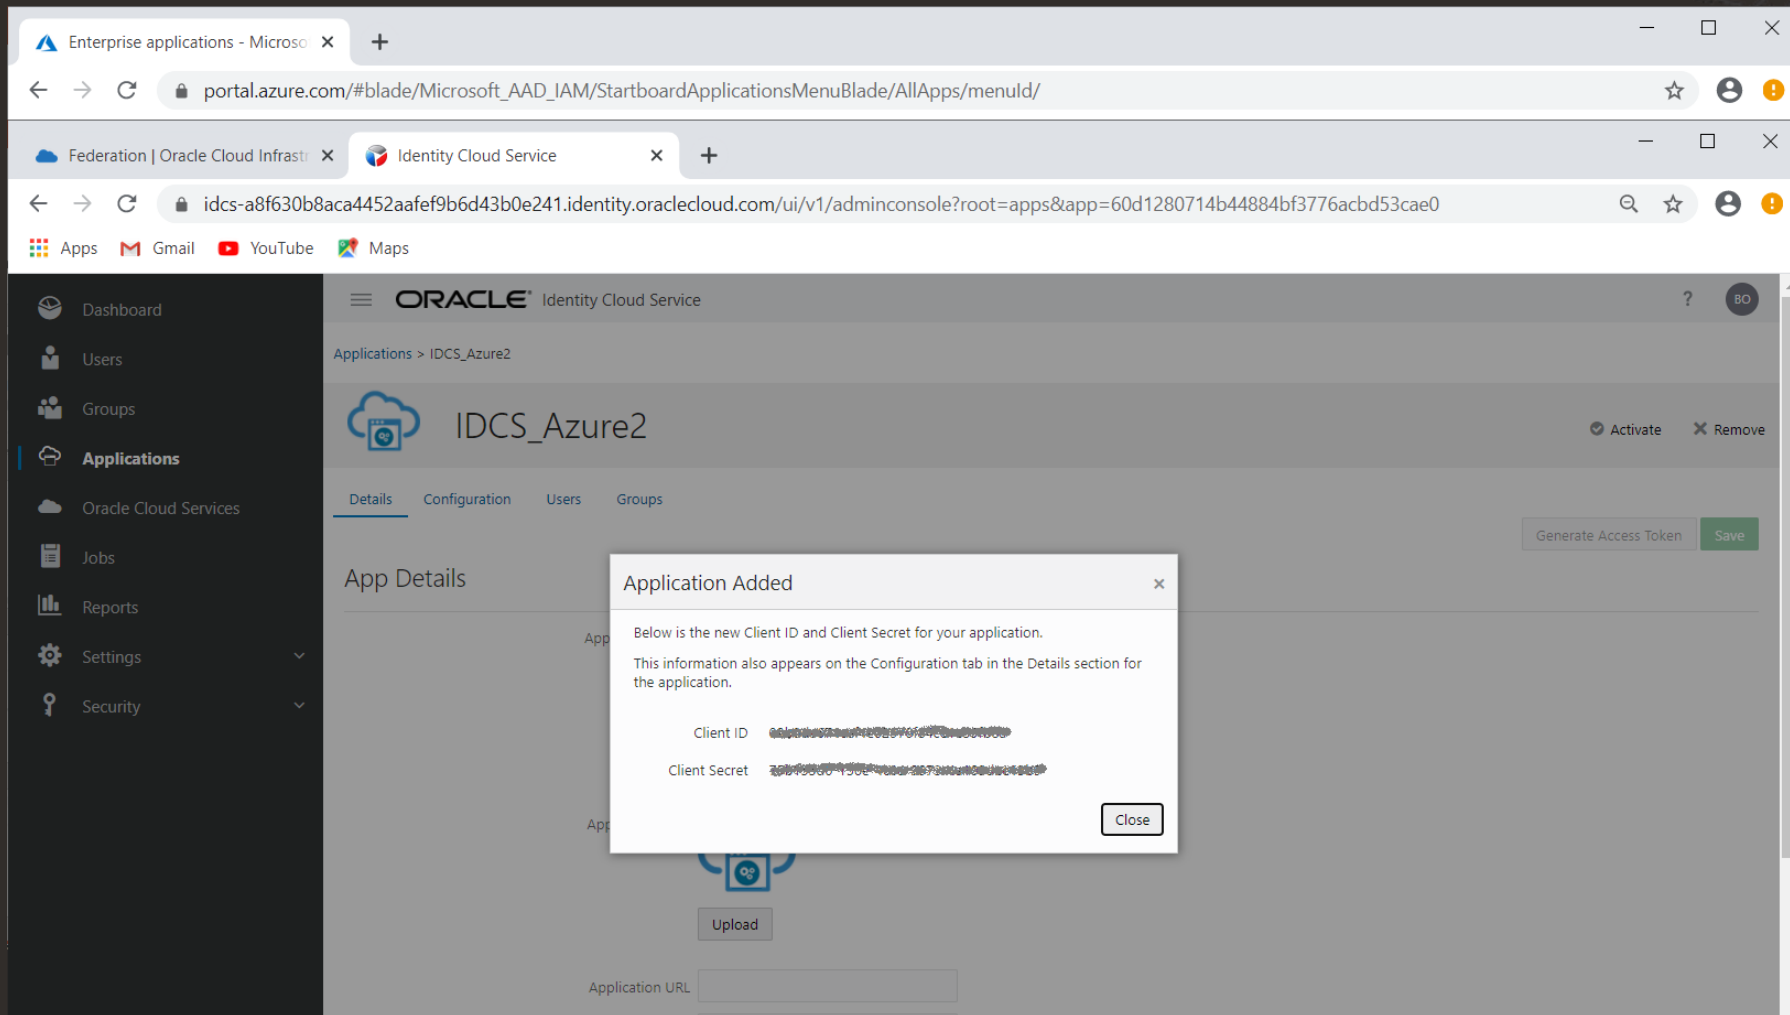 Enterprise applications - Microso
portal.azure.com/#blade/Microsoft_AAD_IAM/StartboardApplicationsMenuBlade/AllApps/menuId/
Federation | Oracle Cloud Infrastr
Identity Cloud Service
idcs-a8f630b8aca4452aafef9b6d43b0e241.identity.oraclecloud.com/ui/v1/adminconsole?root=apps&app=60d1280714b44884bf3776acbd53cae0
Apps Gmail YouTube Maps
Dashboard
Users
Groups
Applications
Oracle Cloud Services
Jobs
Reports
Settings
Security
ORACLE Identity Cloud Service
? BO
Applications > IDCS_Azure2
IDCS_Azure2
Activate Remove
Details Configuration Users Groups
Generate Access Token Save
App Details
App
Application Added
Below is the new Client ID and Client Secret for your application.
This information also appears on the Configuration tab in the Details section for
the application.
Client ID
Client Secret
Close
App
Upload
Application URL